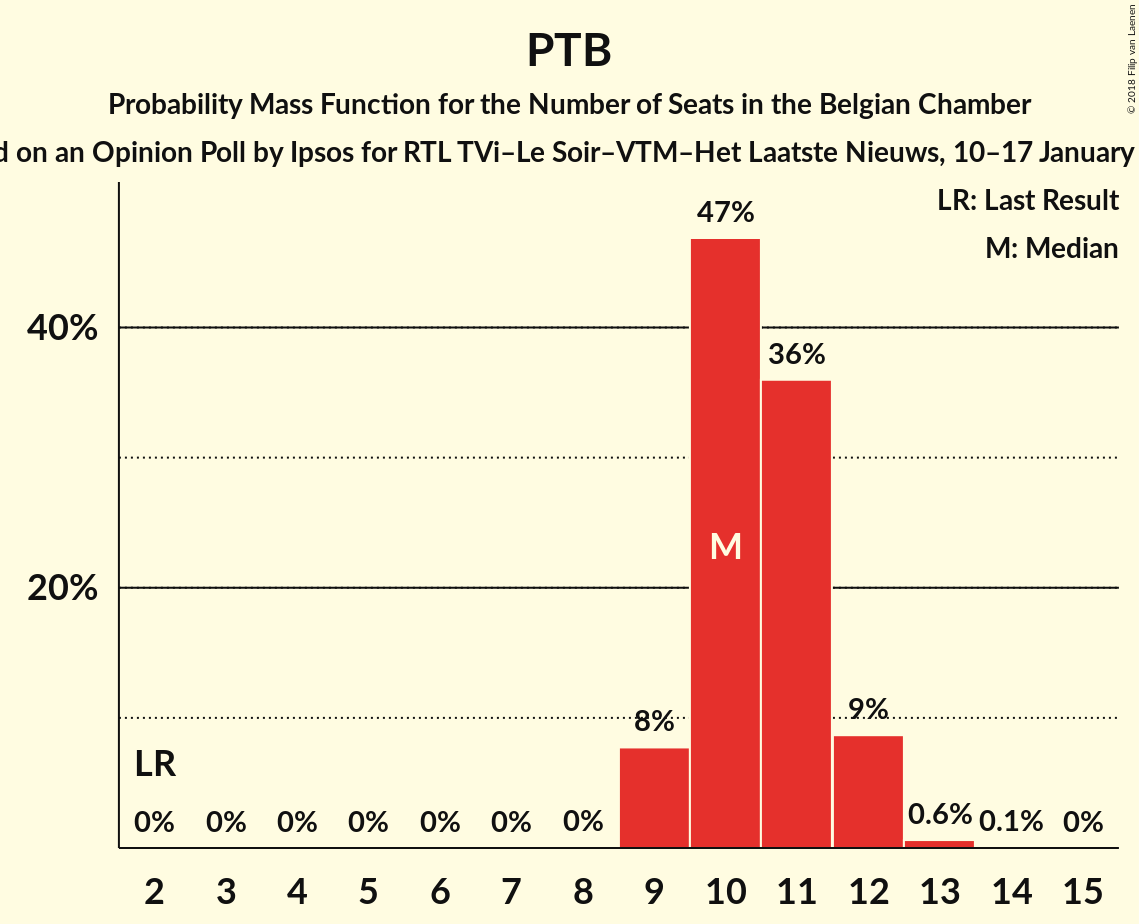 PTB
Probability Mass Function for the Number of Seats in the Belgian Chamber
on an Opinion Poll by Ipsos for RTL TVi–Le Soir–VTM–Het Laatste Nieuws, 10–17 January
© 2018 Filip van Laenen
LR: Last Result
M: Median
47%
40%
36%
M
20%
8%
9%
LR
0% 0% 0% 0% 0% 0% 0% 0.6% 0.1% 0%
2 3 4 5 6 7 8 9 10 11 12 13 14 15